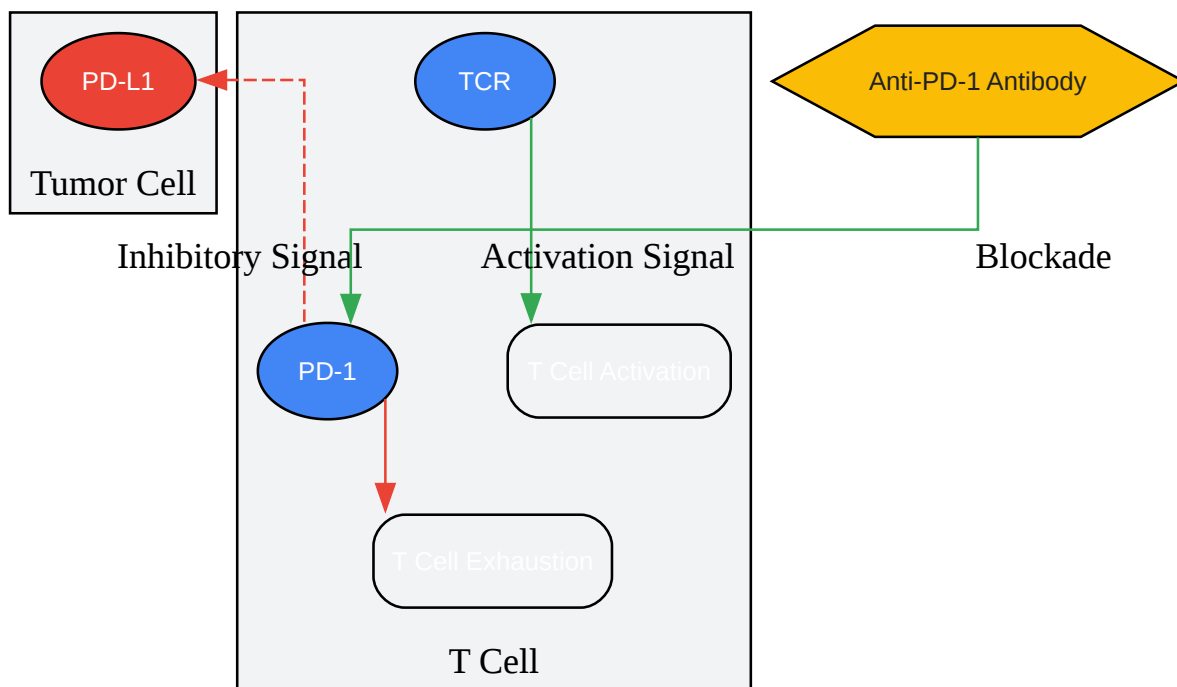 PD-L1
TCR
Anti-PD-1 Antibody
Tumor Cell
Inhibitory Signal
Activation Signal
Blockade
PD-1
T Cell Activation
T Cell Exhaustion
T Cell